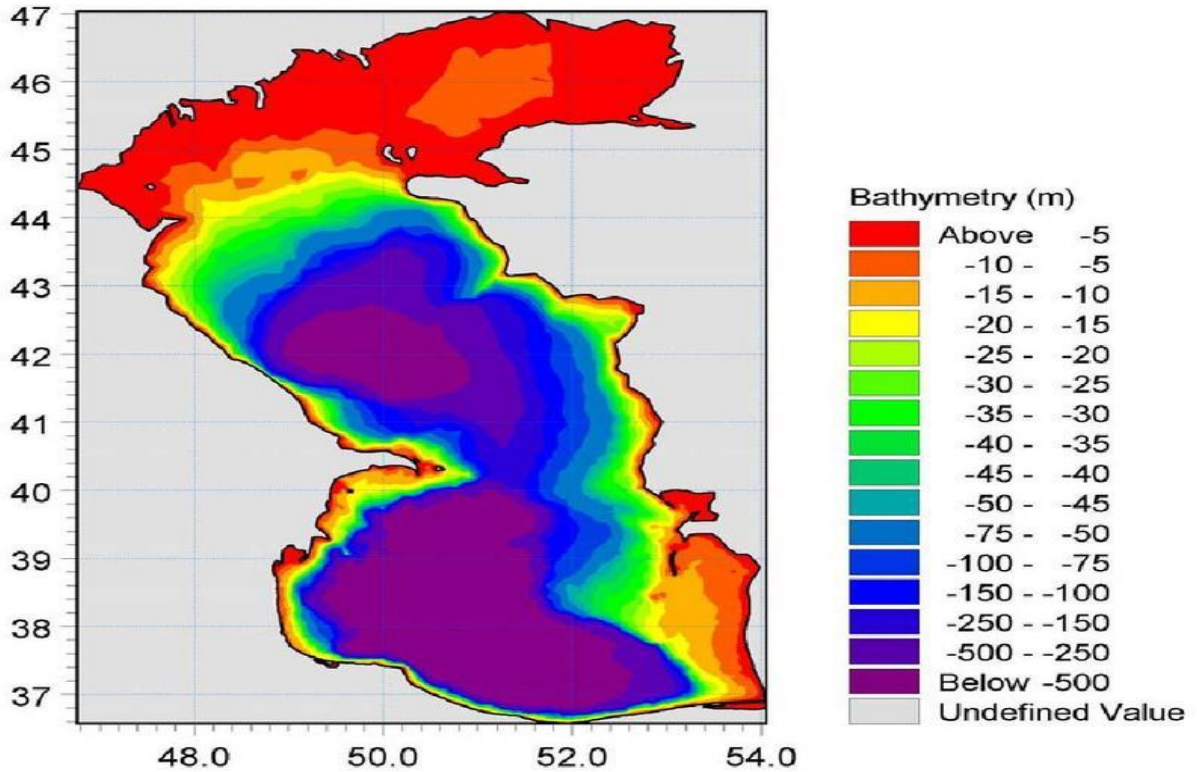 47
46
45
44
43
42
41
40
39
38
37
48.0 50.0 52.0 54.0
Bathymetry (m)
Above -5
-10 - -5
-15 - -10
-20 - -15
-25 - -20
-30 - -25
-35 - -30
-40 - -35
-45 - -40
-50 - -45
-75 - -50
-100 - -75
-150 - -100
-250 - -150
-500 - -250
Below -500
Undefined Value